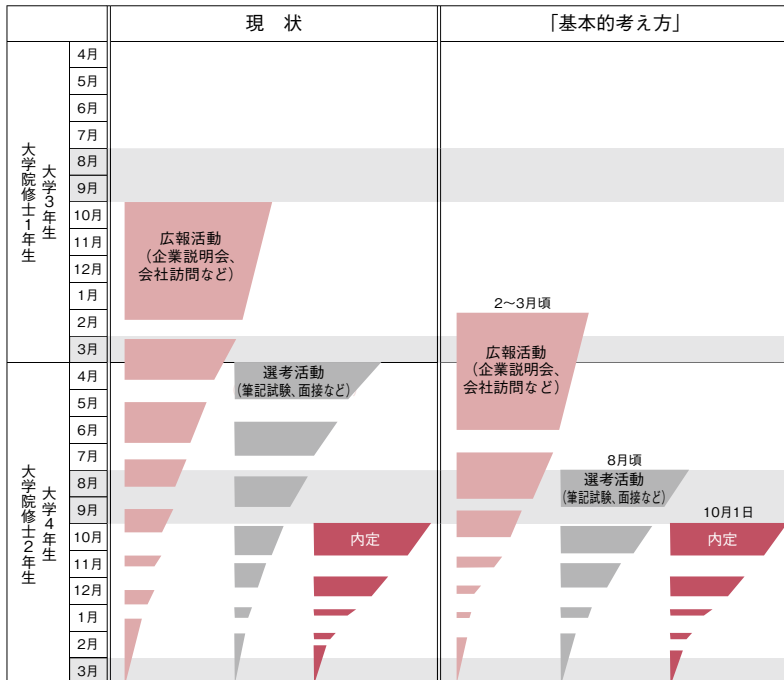 現　状
「基本的考え方」
大学3年生
大学院修士1年生
4月
5月
6月
7月
8月
9月
10月
11月
12月
1月
2月
3月
大学4年生
大学院修士2年生
4月
5月
6月
7月
8月
9月
10月
11月
12月
1月
2月
3月
広報活動
（企業説明会、
会社訪問など）
選考活動
（筆記試験、面接など）
内定
2〜3月頃
広報活動
（企業説明会、
会社訪問など）
8月頃
選考活動
（筆記試験、面接など）
10月1日
内定